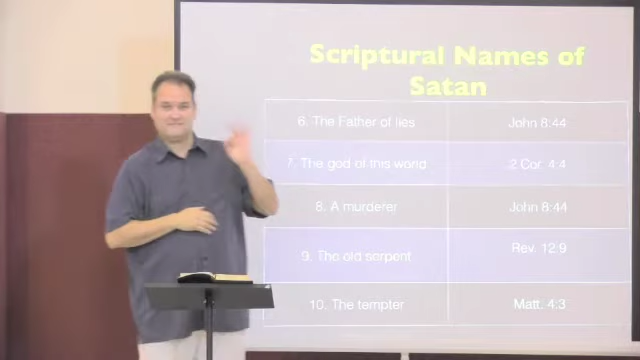 Scriptural Names of
Satan
6. The Father of lies John 8:44
7. The god of this world 2 Cor. 4:4
8. A murderer John 8:44
9. The old serpent Rev. 12:9
10. The tempter Matt. 4:3